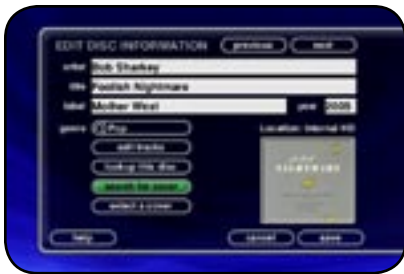 EDIT DISC INFORMATION previous next
artist Bob Sharkey
title Foolish Nightmare
label Mother West year 2005
genre Pop
edit tracks
lookup this disc
search for cover
select a cover
Location: Internal HD
NIGHTMARE
help cancel save